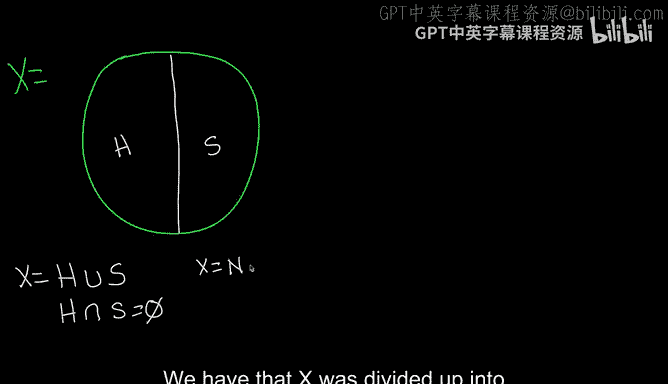 GPT中英字幕课程资源@bilibili.com
GPT中英字幕课程资源 bilibili
X=
H S
X=H∪S X=N
H∩S=∅
We have that X was divided up into